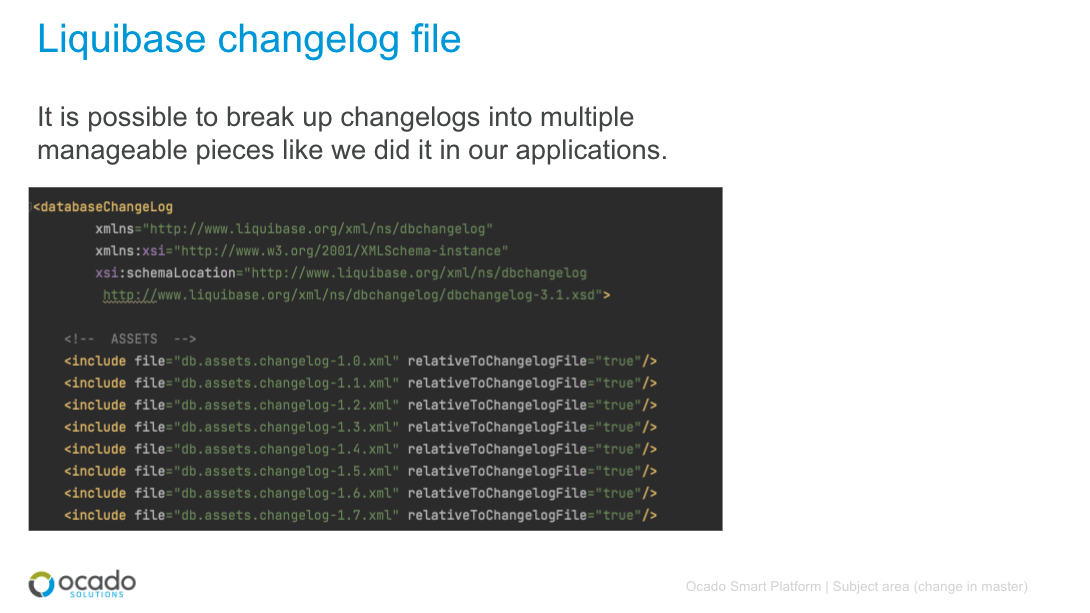 Liquibase changelog file
It is possible to break up changelogs into multiple
manageable pieces like we did it in our applications.
<databaseChangeLog
xmlns="http://www.liquibase.org/xml/ns/dbchangelog"
xmlns:xsi="http://www.w3.org/2001/XMLSchema-instance"
xsi:schemaLocation="http://www.liquibase.org/xml/ns/dbchangelog
http://www.liquibase.org/xml/ns/dbchangelog/dbchangelog-3.1.xsd">
<!--  ASSETS  -->
<include file="db.assets.changelog-1.0.xml" relativeToChangelogFile="true"/>
<include file="db.assets.changelog-1.1.xml" relativeToChangelogFile="true"/>
<include file="db.assets.changelog-1.2.xml" relativeToChangelogFile="true"/>
<include file="db.assets.changelog-1.3.xml" relativeToChangelogFile="true"/>
<include file="db.assets.changelog-1.4.xml" relativeToChangelogFile="true"/>
<include file="db.assets.changelog-1.5.xml" relativeToChangelogFile="true"/>
<include file="db.assets.changelog-1.6.xml" relativeToChangelogFile="true"/>
<include file="db.assets.changelog-1.7.xml" relativeToChangelogFile="true"/>
ocado
SOLUTIONS
Ocado Smart Platform | Subject area (change in master)